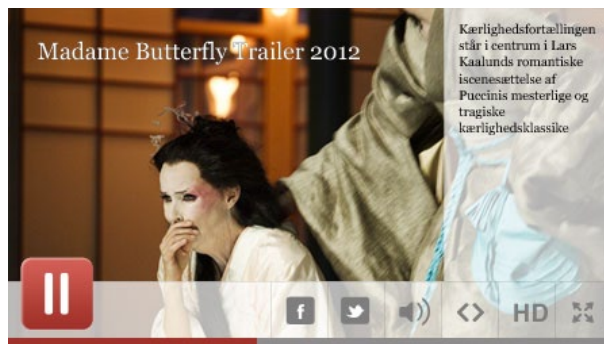 Madame Butterfly Trailer 2012
Kærlighedsfortællingen
står i centrum i Lars
Kaalunds romantiske
iscenesættelse af
Puccinis mesterlige og
tragiske
kærlighedsklassike
f
HD